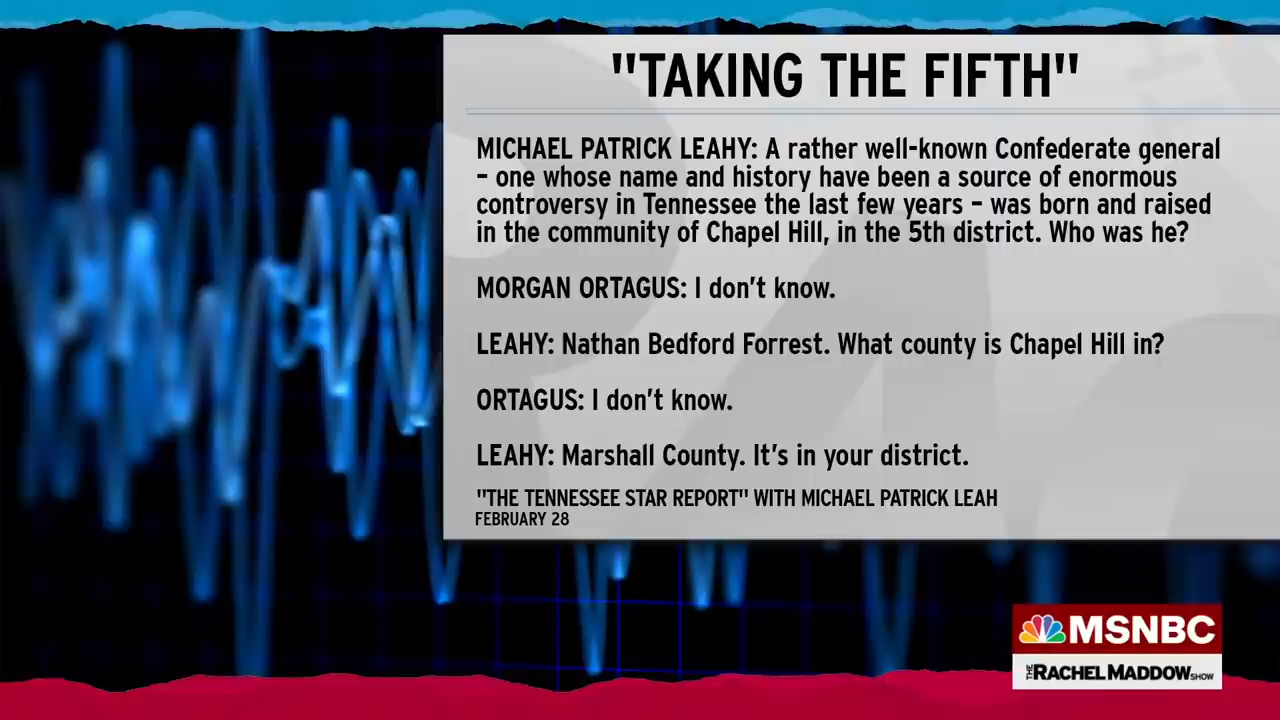 "TAKING THE FIFTH"
MICHAEL PATRICK LEAHY: A rather well-known Confederate general
– one whose name and history have been a source of enormous
controversy in Tennessee the last few years – was born and raised
in the community of Chapel Hill, in the 5th district. Who was he?
MORGAN ORTAGUS: I don't know.
LEAHY: Nathan Bedford Forrest. What county is Chapel Hill in?
ORTAGUS: I don't know.
LEAHY: Marshall County. It's in your district.
"THE TENNESSEE STAR REPORT" WITH MICHAEL PATRICK LEAH
FEBRUARY 28
MSNBC
THE RACHEL MADDOW SHOW